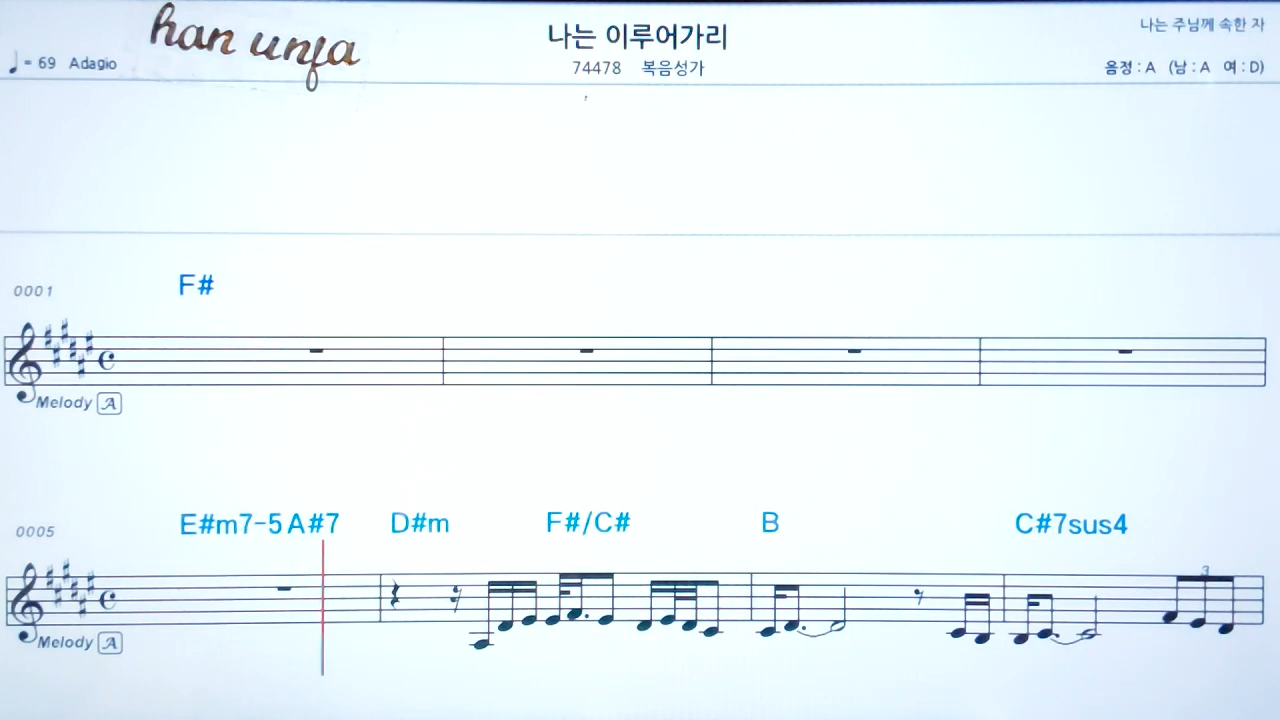 han unja
나는 이루어가리
나는 주님께 속한 자
♩ = 69 Adagio
74478 복음성가
음정 : A (남 : A 여 : D)
0001
F#
Melody A
0005
E#m7-5 A#7 D#m F#/C# B C#7sus4
3
Melody A